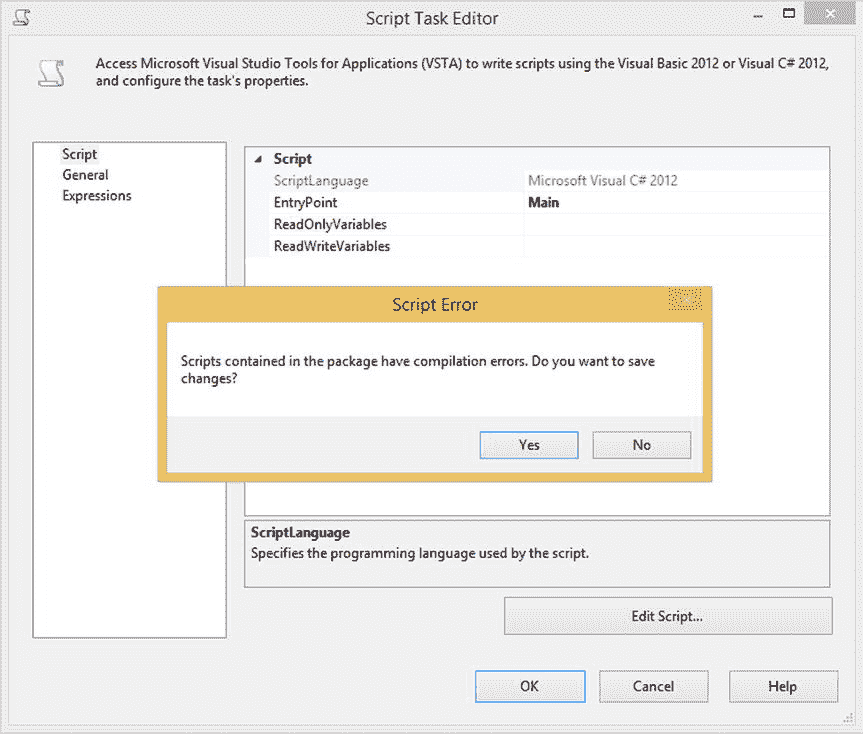 Script Task Editor
Access Microsoft Visual Studio Tools for Applications (VSTA) to write scripts using the Visual Basic 2012 or Visual C# 2012,
and configure the task's properties.
Script
General
Expressions
Script
ScriptLanguage Microsoft Visual C# 2012
EntryPoint Main
ReadOnlyVariables
ReadWriteVariables
Script Error
Scripts contained in the package have compilation errors. Do you want to save
changes?
Yes No
ScriptLanguage
Specifies the programming language used by the script.
Edit Script...
OK Cancel Help